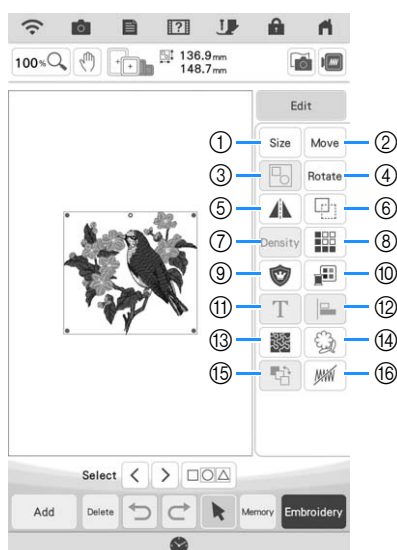 100%
136.9mm
148.7mm
Edit
① Size Move ②
③ Rotate ④
⑤ ⑥
⑦ Density ⑧
⑨ ⑩
⑪ T ⑫
⑬ ⑭
⑮ ⑯
Select < >
Add Delete Memory Embroidery